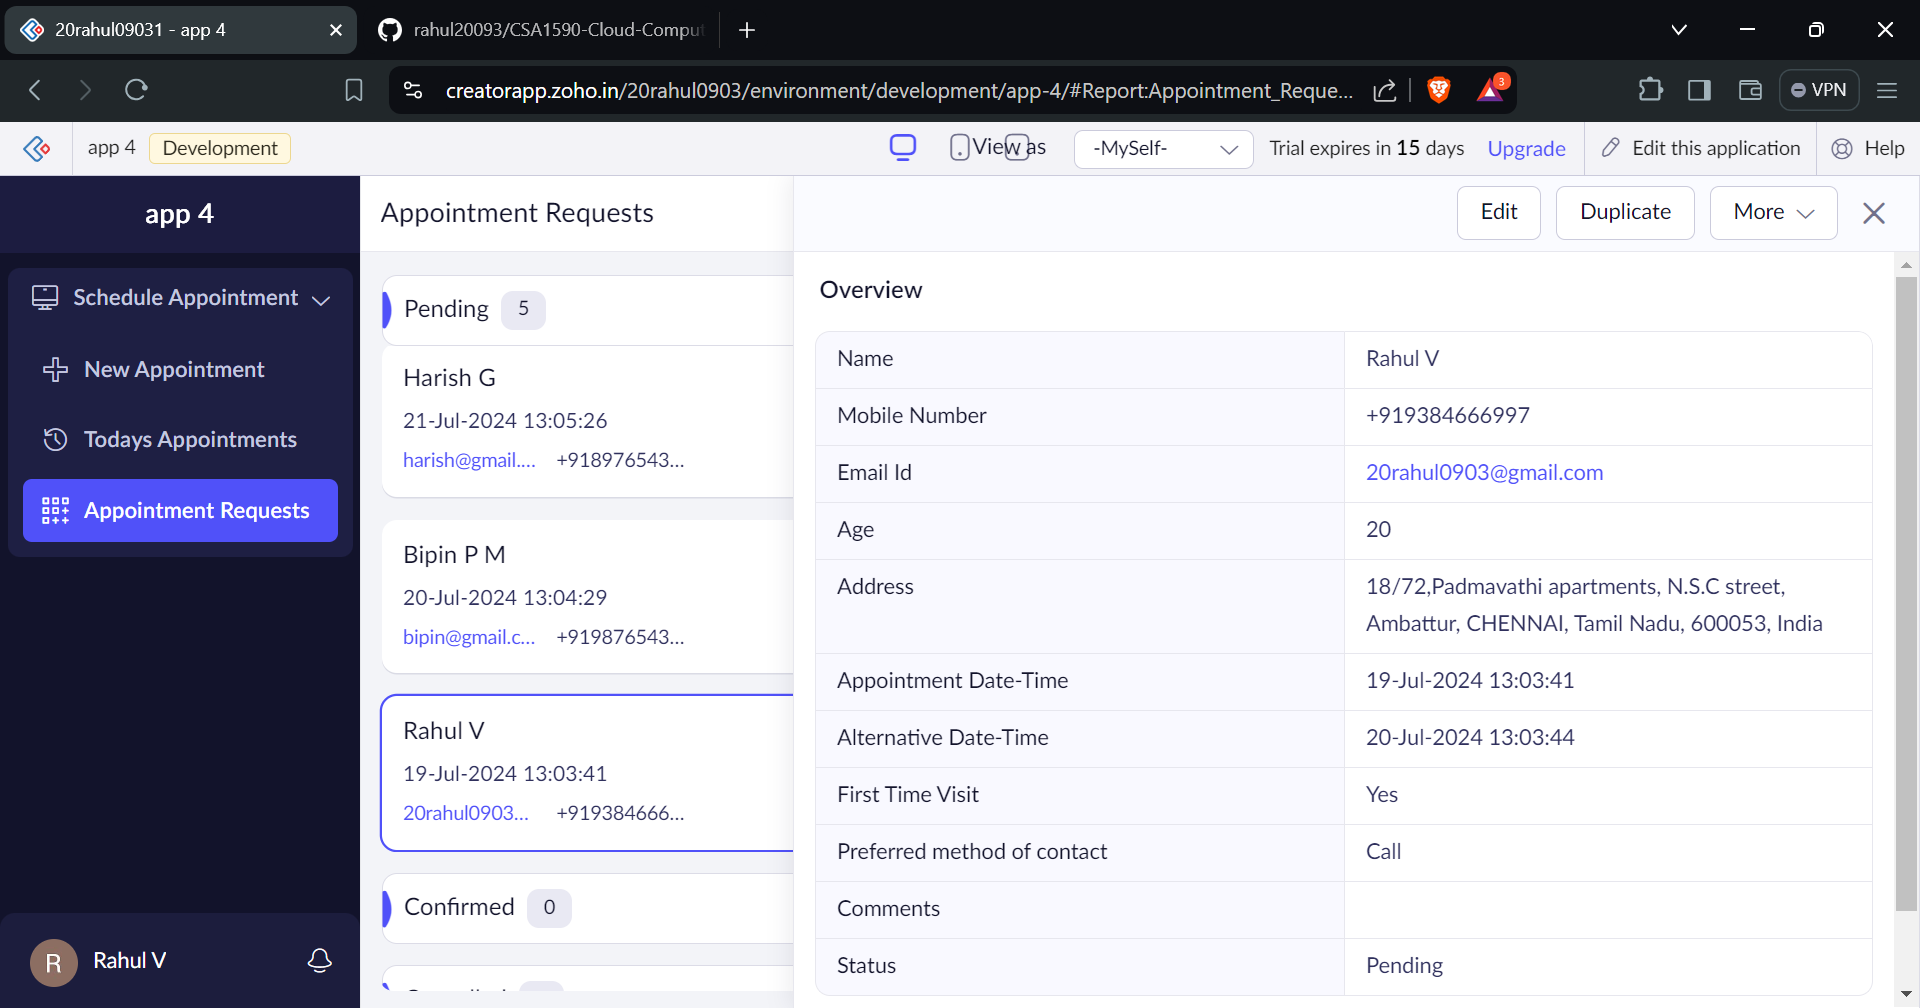 20rahul09031 - app 4
rahul20093/CSA1590-Cloud-Comput
creatorapp.zoho.in/20rahul0903/environment/development/app-4/#Report:Appointment_Reque...
3
VPN
app 4
Development
View as
-MySelf-
Trial expires in 15 days
Upgrade
Edit this application
Help
app 4
Schedule Appointment
New Appointment
Todays Appointments
Appointment Requests
R
Rahul V
Appointment Requests
Pending 5
Harish G
21-Jul-2024 13:05:26
harish@gmail.... +918976543...
Bipin P M
20-Jul-2024 13:04:29
bipin@gmail.c... +919876543...
Rahul V
19-Jul-2024 13:03:41
20rahul0903... +919384666...
Confirmed 0
Edit
Duplicate
More
Overview
Name Rahul V
Mobile Number +919384666997
Email Id 20rahul0903@gmail.com
Age 20
Address 18/72,Padmavathi apartments, N.S.C street,
Ambattur, CHENNAI, Tamil Nadu, 600053, India
Appointment Date-Time 19-Jul-2024 13:03:41
Alternative Date-Time 20-Jul-2024 13:03:44
First Time Visit Yes
Preferred method of contact Call
Comments
Status Pending